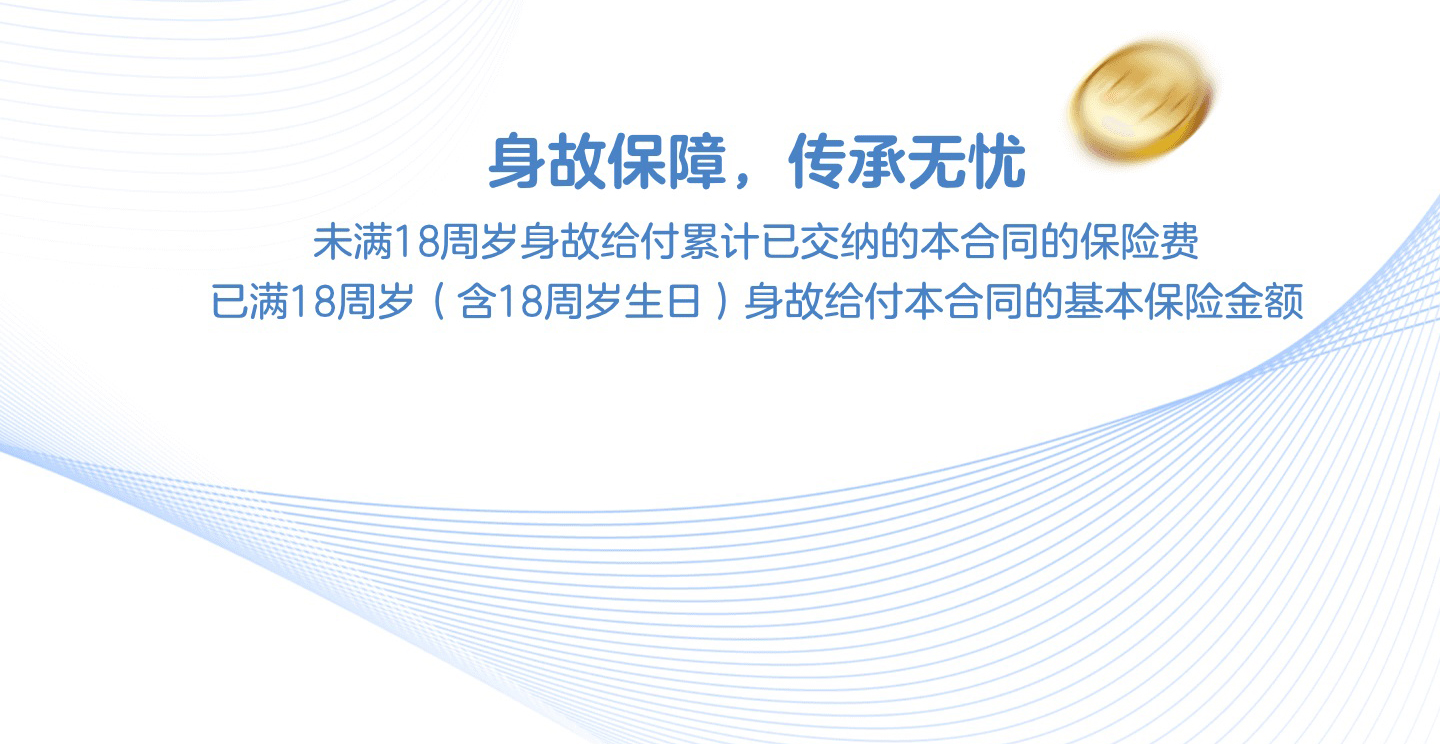 身故保障，传承无忧
未满18周岁身故给付累计已交纳的本合同的保险费
已满18周岁（含18周岁生日）身故给付本合同的基本保险金额